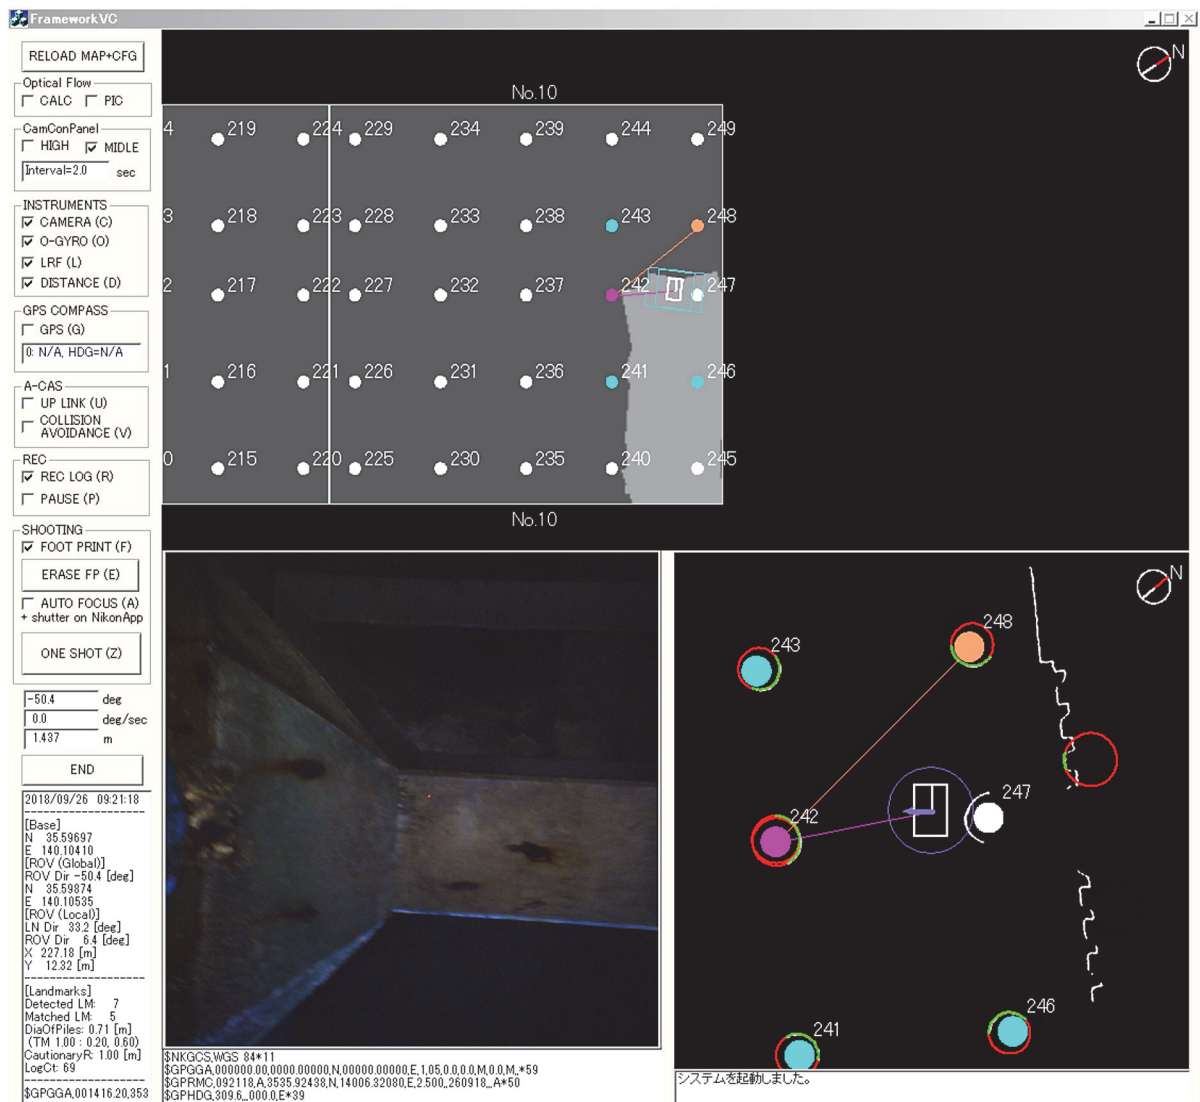 FrameworkVC
RELOAD MAP+CFG
Optical Flow
CALC PIC
CamConPanel
HIGH MIDLE
Interval=2.0 sec
INSTRUMENTS
CAMERA (C)
O-GYRO (O)
LRF (L)
DISTANCE (D)
GPS COMPASS
GPS (G)
0: N/A, HDG=N/A
A-CAS
UP LINK (U)
COLLISION
AVOIDANCE (V)
REC
REC LOG (R)
PAUSE (P)
SHOOTING
FOOT PRINT (F)
ERASE FP (E)
AUTO FOCUS (A)
+ shutter on NikonApp
ONE SHOT (Z)
-50.4 deg
0.0 deg/sec
1.437 m
END
2018/09/26 09:21:18
[Base]
N 35.59697
E 140.10410
[ROV (Global)]
ROV Dir -50.4 [deg]
N 35.59874
E 140.10535
[ROV (Local)]
LN Dir 33.2 [deg]
ROV Dir 6.4 [deg]
X 227.18 [m]
Y 12.32 [m]
[Landmarks]
Detected LM: 7
Matched LM: 5
DiaOfPiles: 0.71 [m]
(TM 1.00 : 0.20, 0.60)
CautionaryR: 1.00 [m]
LogCt: 69
$GPGGA,001416.20,353
N
No.10
4 219 224 229 234 239 244 249
3 218 223 228 233 238 243 248
2 217 222 227 232 237 242 247
1 216 221 226 231 236 241 246
0 215 220 225 230 235 240 245
No.10
$NKGCS,WGS 84*11
$GPGGA,000000.00,0000.00000,N,00000.00000,E,1,05,0.0,0.0,M,0.0,M,,*59
$GPRMC,092118,A,3535.92438,N,14006.32080,E,2.500,,260918,,A*50
$GPHDG,309.6,,,000.0,E*39
N
248
243
247
242
246
241
システムを起動しました。